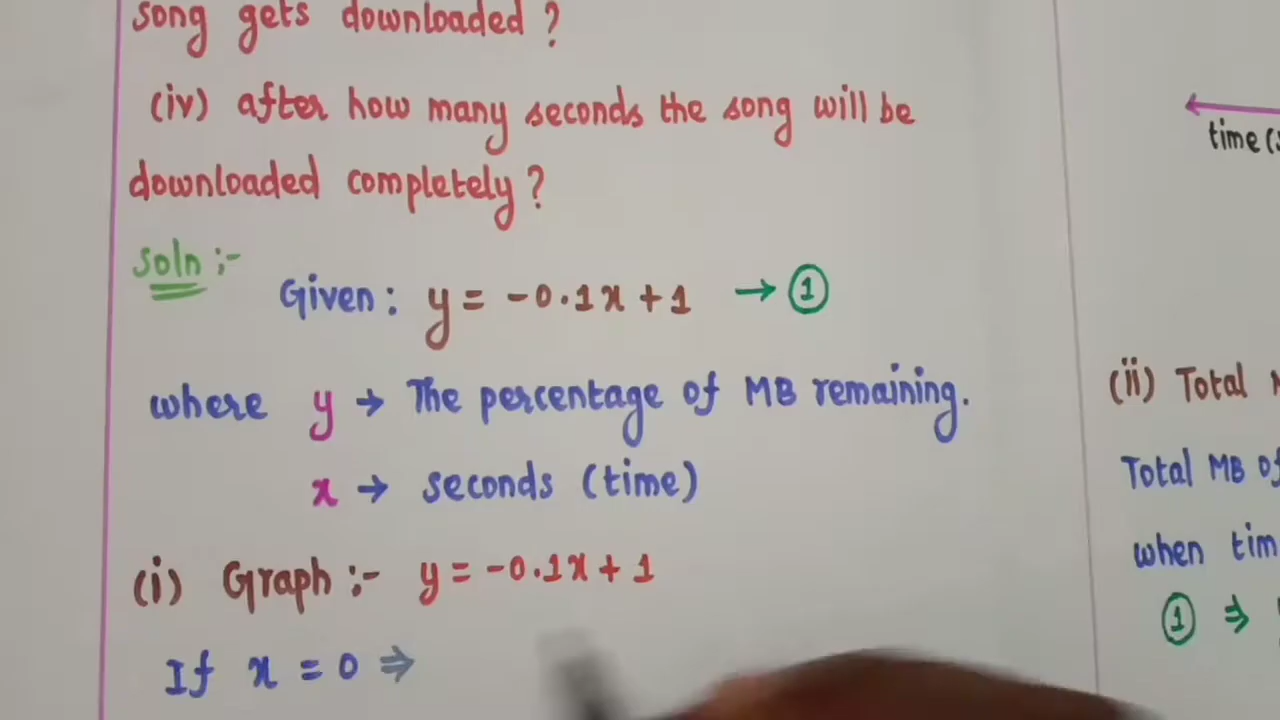 song gets downloaded ?
(iv) after how many seconds the song will be
downloaded completely ?
Soln :-
Given : y = -0.1x + 1 → ①
where y → The percentage of MB remaining.
x → seconds (time)
(i) Graph :- y = -0.1x + 1
If x = 0 ⇒
time (
(ii) Total
Total MB of
when
① ⇒